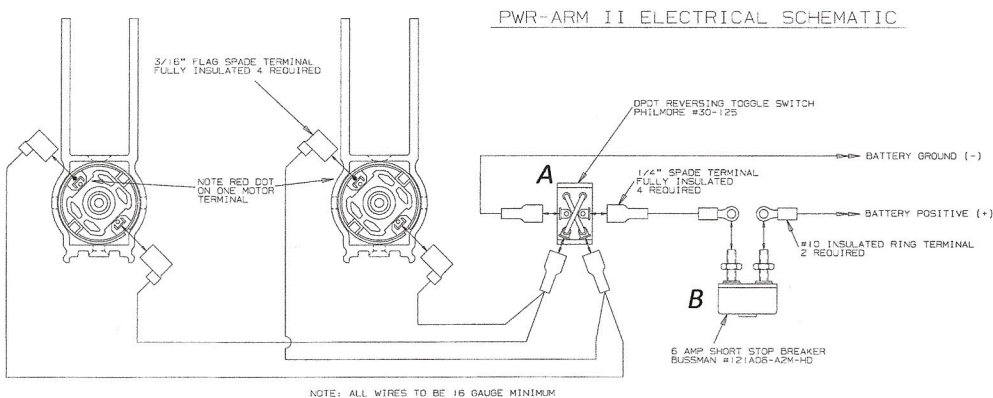 PWR-ARM II ELECTRICAL SCHEMATIC
3/16" FLAG SPADE TERMINAL
FULLY INSULATED 4 REQUIRED
DPDT REVERSING TOGGLE SWITCH
PHILMORE #30-125
A
1/4" SPADE TERMINAL
FULLY INSULATED
4 REQUIRED
BATTERY GROUND (-)
NOTE RED DOT
ON ONE MOTOR
TERMINAL
BATTERY POSITIVE (+)
#10 INSULATED RING TERMINAL
2 REQUIRED
B
6 AMP SHORT STOP BREAKER
BUSSMAN #121A06-A2M-HD
NOTE: ALL WIRES TO BE 16 GAUGE MINIMUM